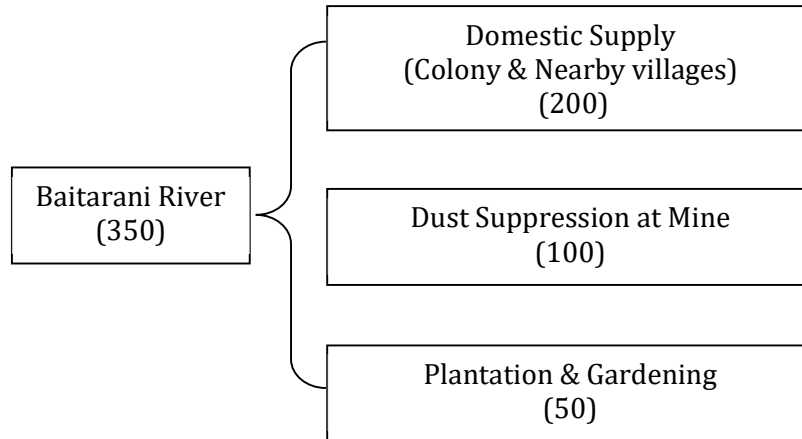 Domestic Supply
(Colony & Nearby villages)
(200)
Baitarani River
(350)
Dust Suppression at Mine
(100)
Plantation & Gardening
(50)